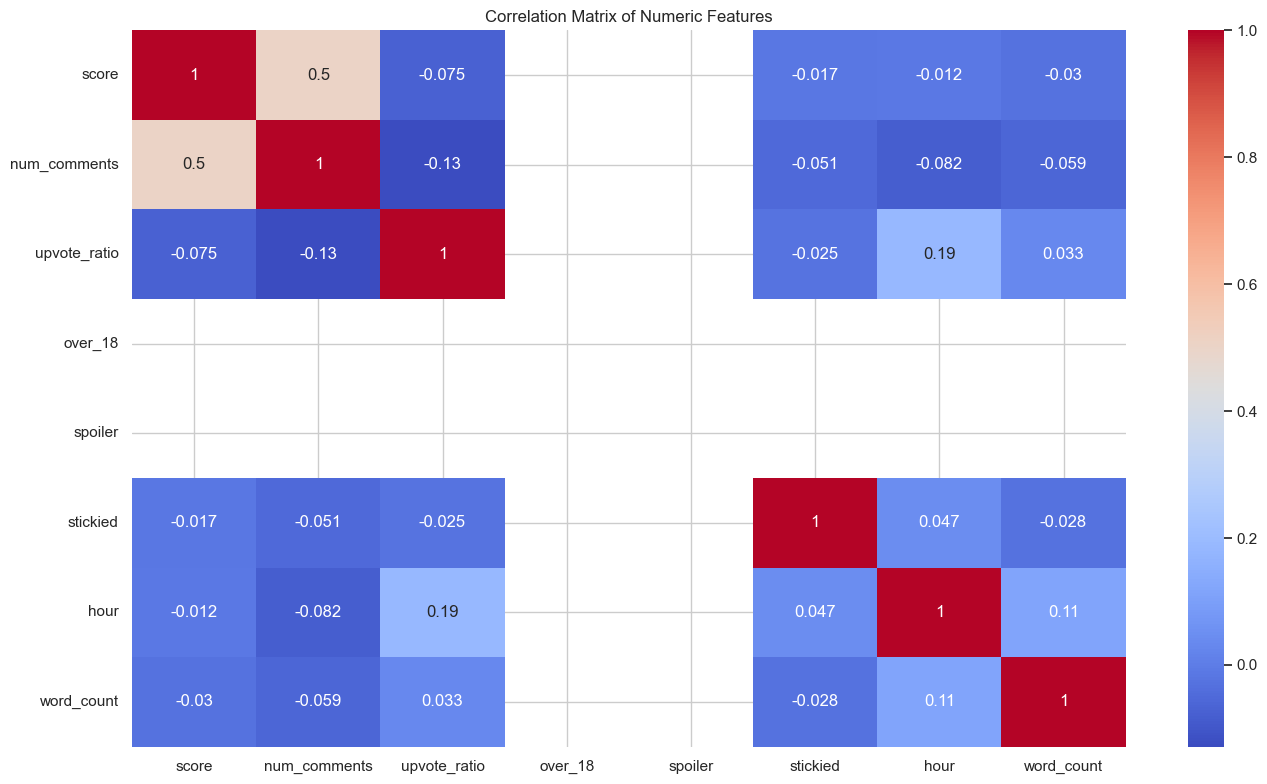 Correlation Matrix of Numeric Features
score 1 0.5 -0.075 -0.017 -0.012 -0.03
num_comments 0.5 1 -0.13 -0.051 -0.082 -0.059
upvote_ratio -0.075 -0.13 1 -0.025 0.19 0.033
over_18
spoiler
stickied -0.017 -0.051 -0.025 1 0.047 -0.028
hour -0.012 -0.082 0.19 0.047 1 0.11
word_count -0.03 -0.059 0.033 -0.028 0.11 1
score num_comments upvote_ratio over_18 spoiler stickied hour word_count
1.0
0.8
0.6
0.4
0.2
0.0